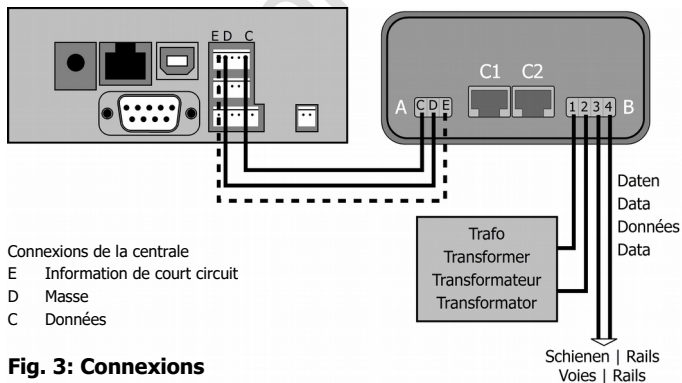 E D C
C1 C2
A C D E 1 2 3 4 B
Daten
Data
Données
Data
Trafo
Transformer
Transformateur
Transformator
Connexions de la centrale
E Information de court circuit
D Masse
C Données
Schienen | Rails
Voies | Rails
Fig. 3: Connexions